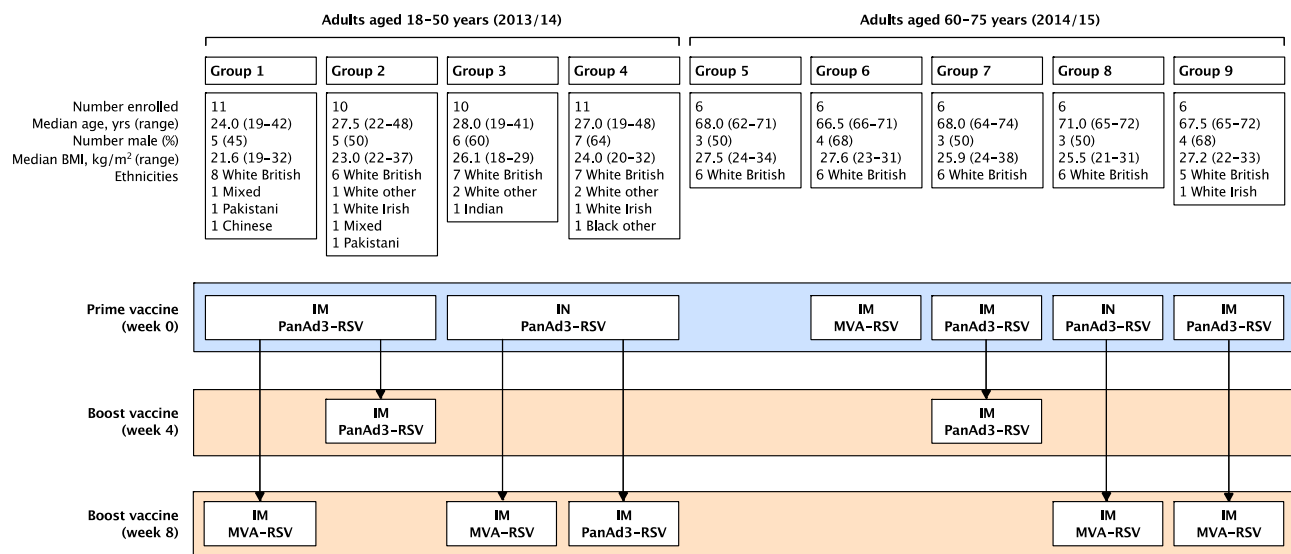 Adults aged 18–50 years (2013/14)
Adults aged 60–75 years (2014/15)
Group 1
Group 2
Group 3
Group 4
Group 5
Group 6
Group 7
Group 8
Group 9
Number enrolled
Median age, yrs (range)
Number male (%)
Median BMI, kg/m² (range)
Ethnicities
11
24.0 (19–42)
5 (45)
21.6 (19–32)
8 White British
1 Mixed
1 Pakistani
1 Chinese
10
27.5 (22–48)
5 (50)
23.0 (22–37)
6 White British
1 White other
1 White Irish
1 Mixed
1 Pakistani
10
28.0 (19–41)
6 (60)
26.1 (18–29)
7 White British
2 White other
1 Indian
11
27.0 (19–48)
7 (64)
24.0 (20–32)
7 White British
2 White other
1 White Irish
1 Black other
6
68.0 (62–71)
3 (50)
27.5 (24–34)
6 White British
6
66.5 (66–71)
4 (68)
27.6 (23–31)
6 White British
6
68.0 (64–74)
3 (50)
25.9 (24–38)
6 White British
6
71.0 (65–72)
3 (50)
25.5 (21–31)
6 White British
6
67.5 (65–72)
4 (68)
27.2 (22–33)
5 White British
1 White Irish
Prime vaccine
(week 0)
IM
PanAd3–RSV
IN
PanAd3–RSV
IM
MVA–RSV
IM
PanAd3–RSV
IN
PanAd3–RSV
IM
PanAd3–RSV
Boost vaccine
(week 4)
IM
PanAd3–RSV
IM
PanAd3–RSV
Boost vaccine
(week 8)
IM
MVA–RSV
IM
MVA–RSV
IM
PanAd3–RSV
IM
MVA–RSV
IM
MVA–RSV